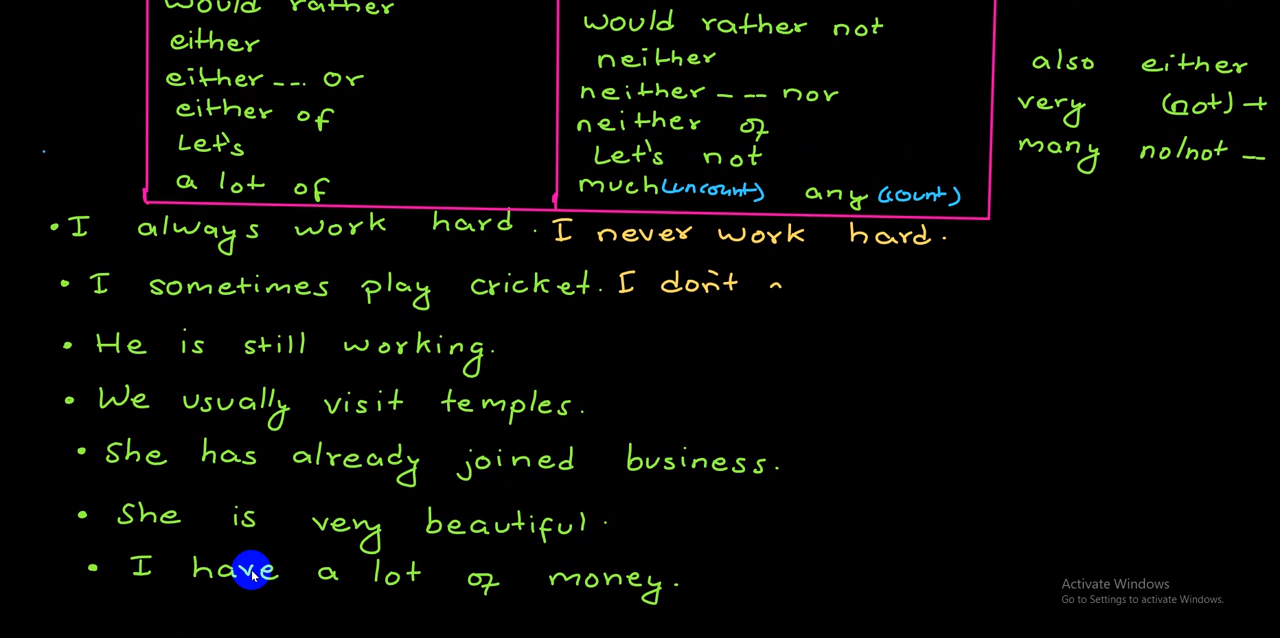 would rather
either
either --- or
either of
Let's
a lot of
would rather not
neither
neither --- nor
neither of
Let's not
much (uncount) any (count)
also either
very (not) +
many no/not -
• I always work hard. I never work hard.
• I sometimes play cricket. I don't
• He is still working.
• We usually visit temples.
• She has already joined business.
• She is very beautiful.
• I have a lot of money.
Activate Windows
Go to Settings to activate Windows.